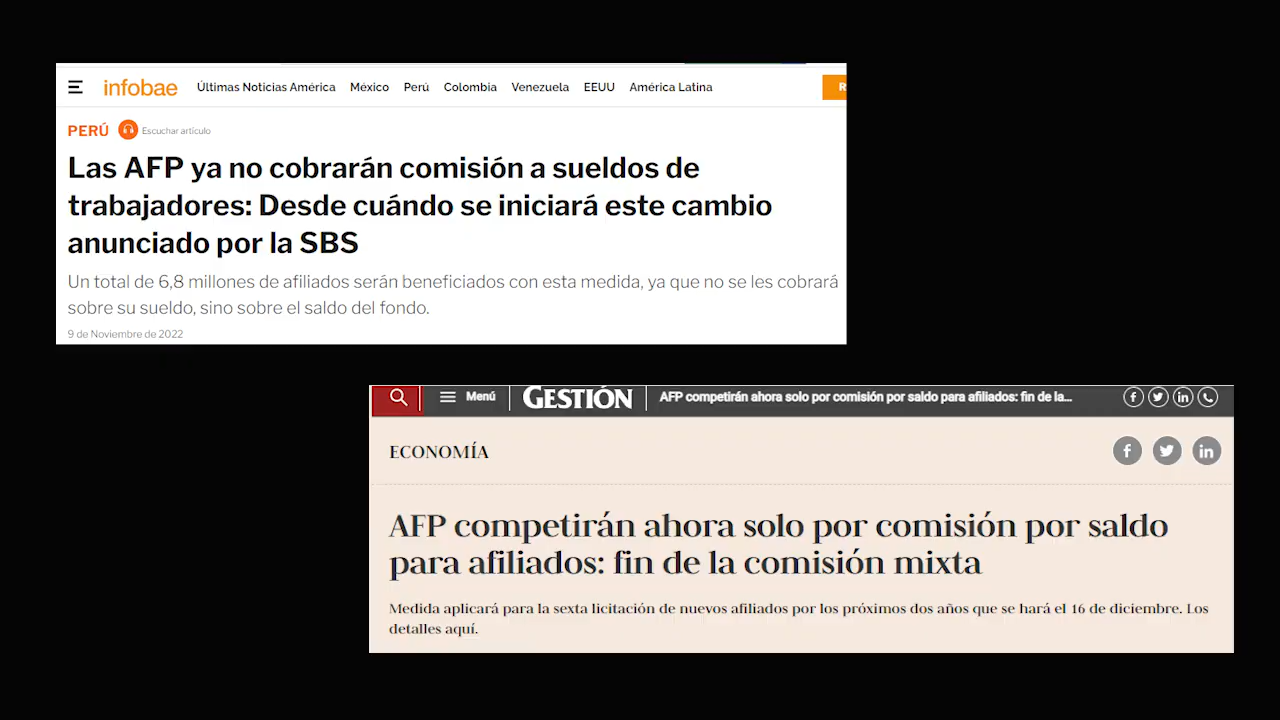 infobae Últimas Noticias América México Perú Colombia Venezuela EEUU América Latina
PERÚ Escuchar artículo
Las AFP ya no cobrarán comisión a sueldos de
trabajadores: Desde cuándo se iniciará este cambio
anunciado por la SBS
Un total de 6,8 millones de afiliados serán beneficiados con esta medida, ya que no se les cobrará
sobre su sueldo, sino sobre el saldo del fondo.
9 de Noviembre de 2022
Menú GESTIÓN AFP competirán ahora solo por comisión por saldo para afiliados: fin de la...
ECONOMÍA
AFP competirán ahora solo por comisión por saldo
para afiliados: fin de la comisión mixta
Medida aplicará para la sexta licitación de nuevos afiliados por los próximos dos años que se hará el 16 de diciembre. Los
detalles aquí.